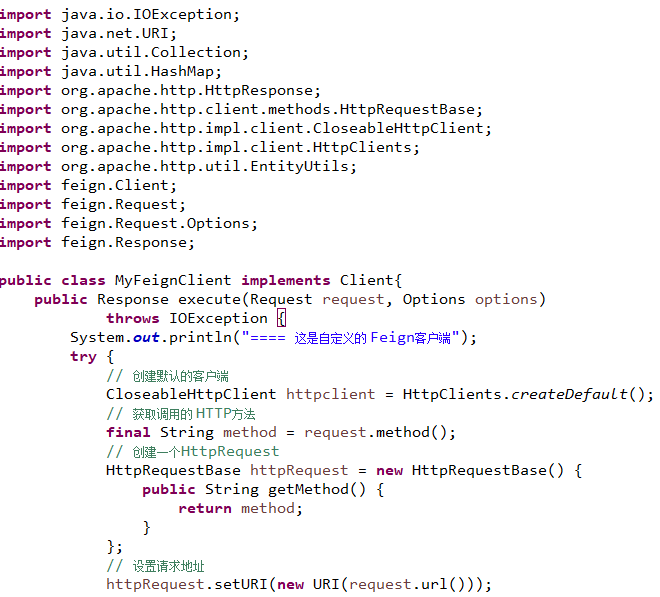 import java.io.IOException;
import java.net.URI;
import java.util.Collection;
import java.util.HashMap;
import org.apache.http.HttpResponse;
import org.apache.http.client.methods.HttpRequestBase;
import org.apache.http.impl.client.CloseableHttpClient;
import org.apache.http.impl.client.HttpClients;
import org.apache.http.util.EntityUtils;
import feign.Client;
import feign.Request;
import feign.Request.Options;
import feign.Response;

public class MyFeignClient implements Client{
    public Response execute(Request request, Options options)
            throws IOException {
        System.out.println("==== 这是自定义的Feign客户端");
        try {
            // 创建默认的客户端
            CloseableHttpClient httpclient = HttpClients.createDefault();
            // 获取调用的HTTP方法
            final String method = request.method();
            // 创建一个HttpRequest
            HttpRequestBase httpRequest = new HttpRequestBase() {
                public String getMethod() {
                    return method;
                }
            };
            // 设置请求地址
            httpRequest.setURI(new URI(request.url()));